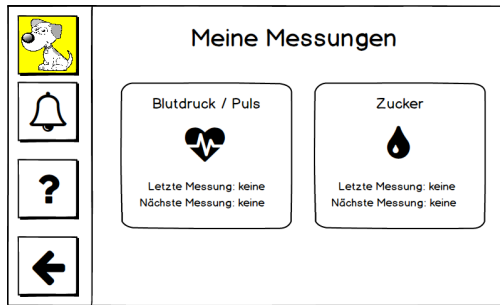 Meine Messungen
Blutdruck / Puls
Letzte Messung: keine
Nächste Messung: keine
Zucker
Letzte Messung: keine
Nächste Messung: keine
?